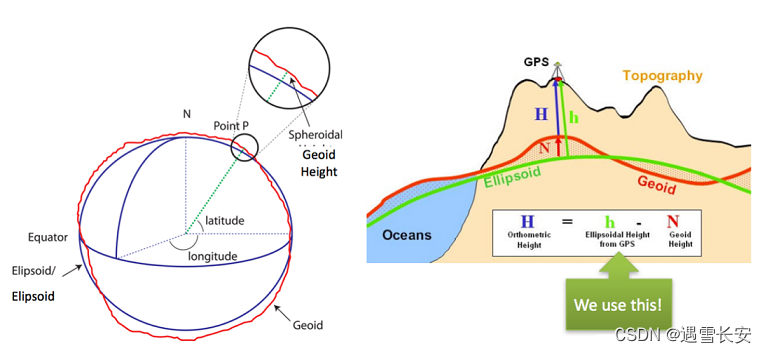 N
Point P
Spheroidal
Geoid
Height
latitude
longitude
Equator
Elipsoid/
Elipsoid
Geoid
GPS
Topography
H
h
N
Ellipsoid
Geoid
Oceans
H = h - N
Orthometric Height
Ellipsoidal Height from GPS
Geoid Height
We use this!
CSDN @遇雪长安